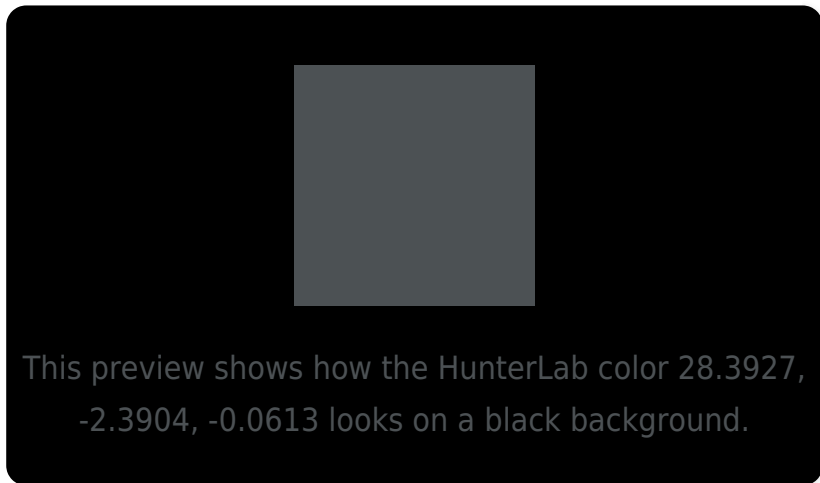 This preview shows how the HunterLab color 28.3927,
-2.3904, -0.0613 looks on a black background.